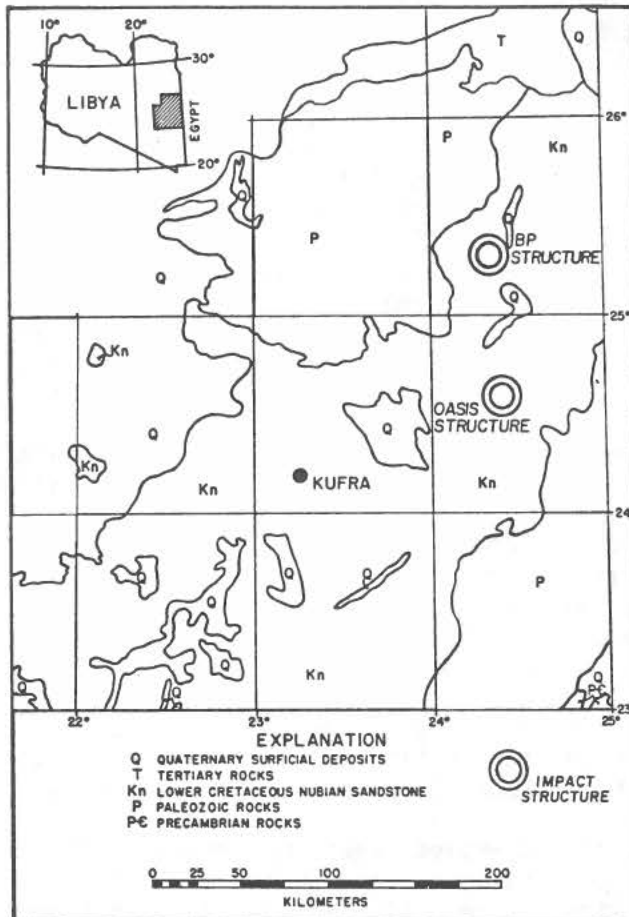 10° 20°
30°
LIBYA
EGYPT
20°
24°
25°
T
Q
26°
P
Kn
Q
Q
BP
STRUCTURE
P
Q
Q
25°
Kn
OASIS
STRUCTURE
Q
Q
Kn
Kn
KUFRA
Kn
24°
Q
Q
Q
P
Q
Q
Kn
Q
Q
Q
P€
23°
22°
23°
24°
25°
EXPLANATION
Q QUATERNARY SURFICIAL DEPOSITS
T TERTIARY ROCKS
Kn LOWER CRETACEOUS NUBIAN SANDSTONE
P PALEOZOIC ROCKS
P€ PRECAMBRIAN ROCKS
IMPACT
STRUCTURE
0 25 50 100 200
KILOMETERS